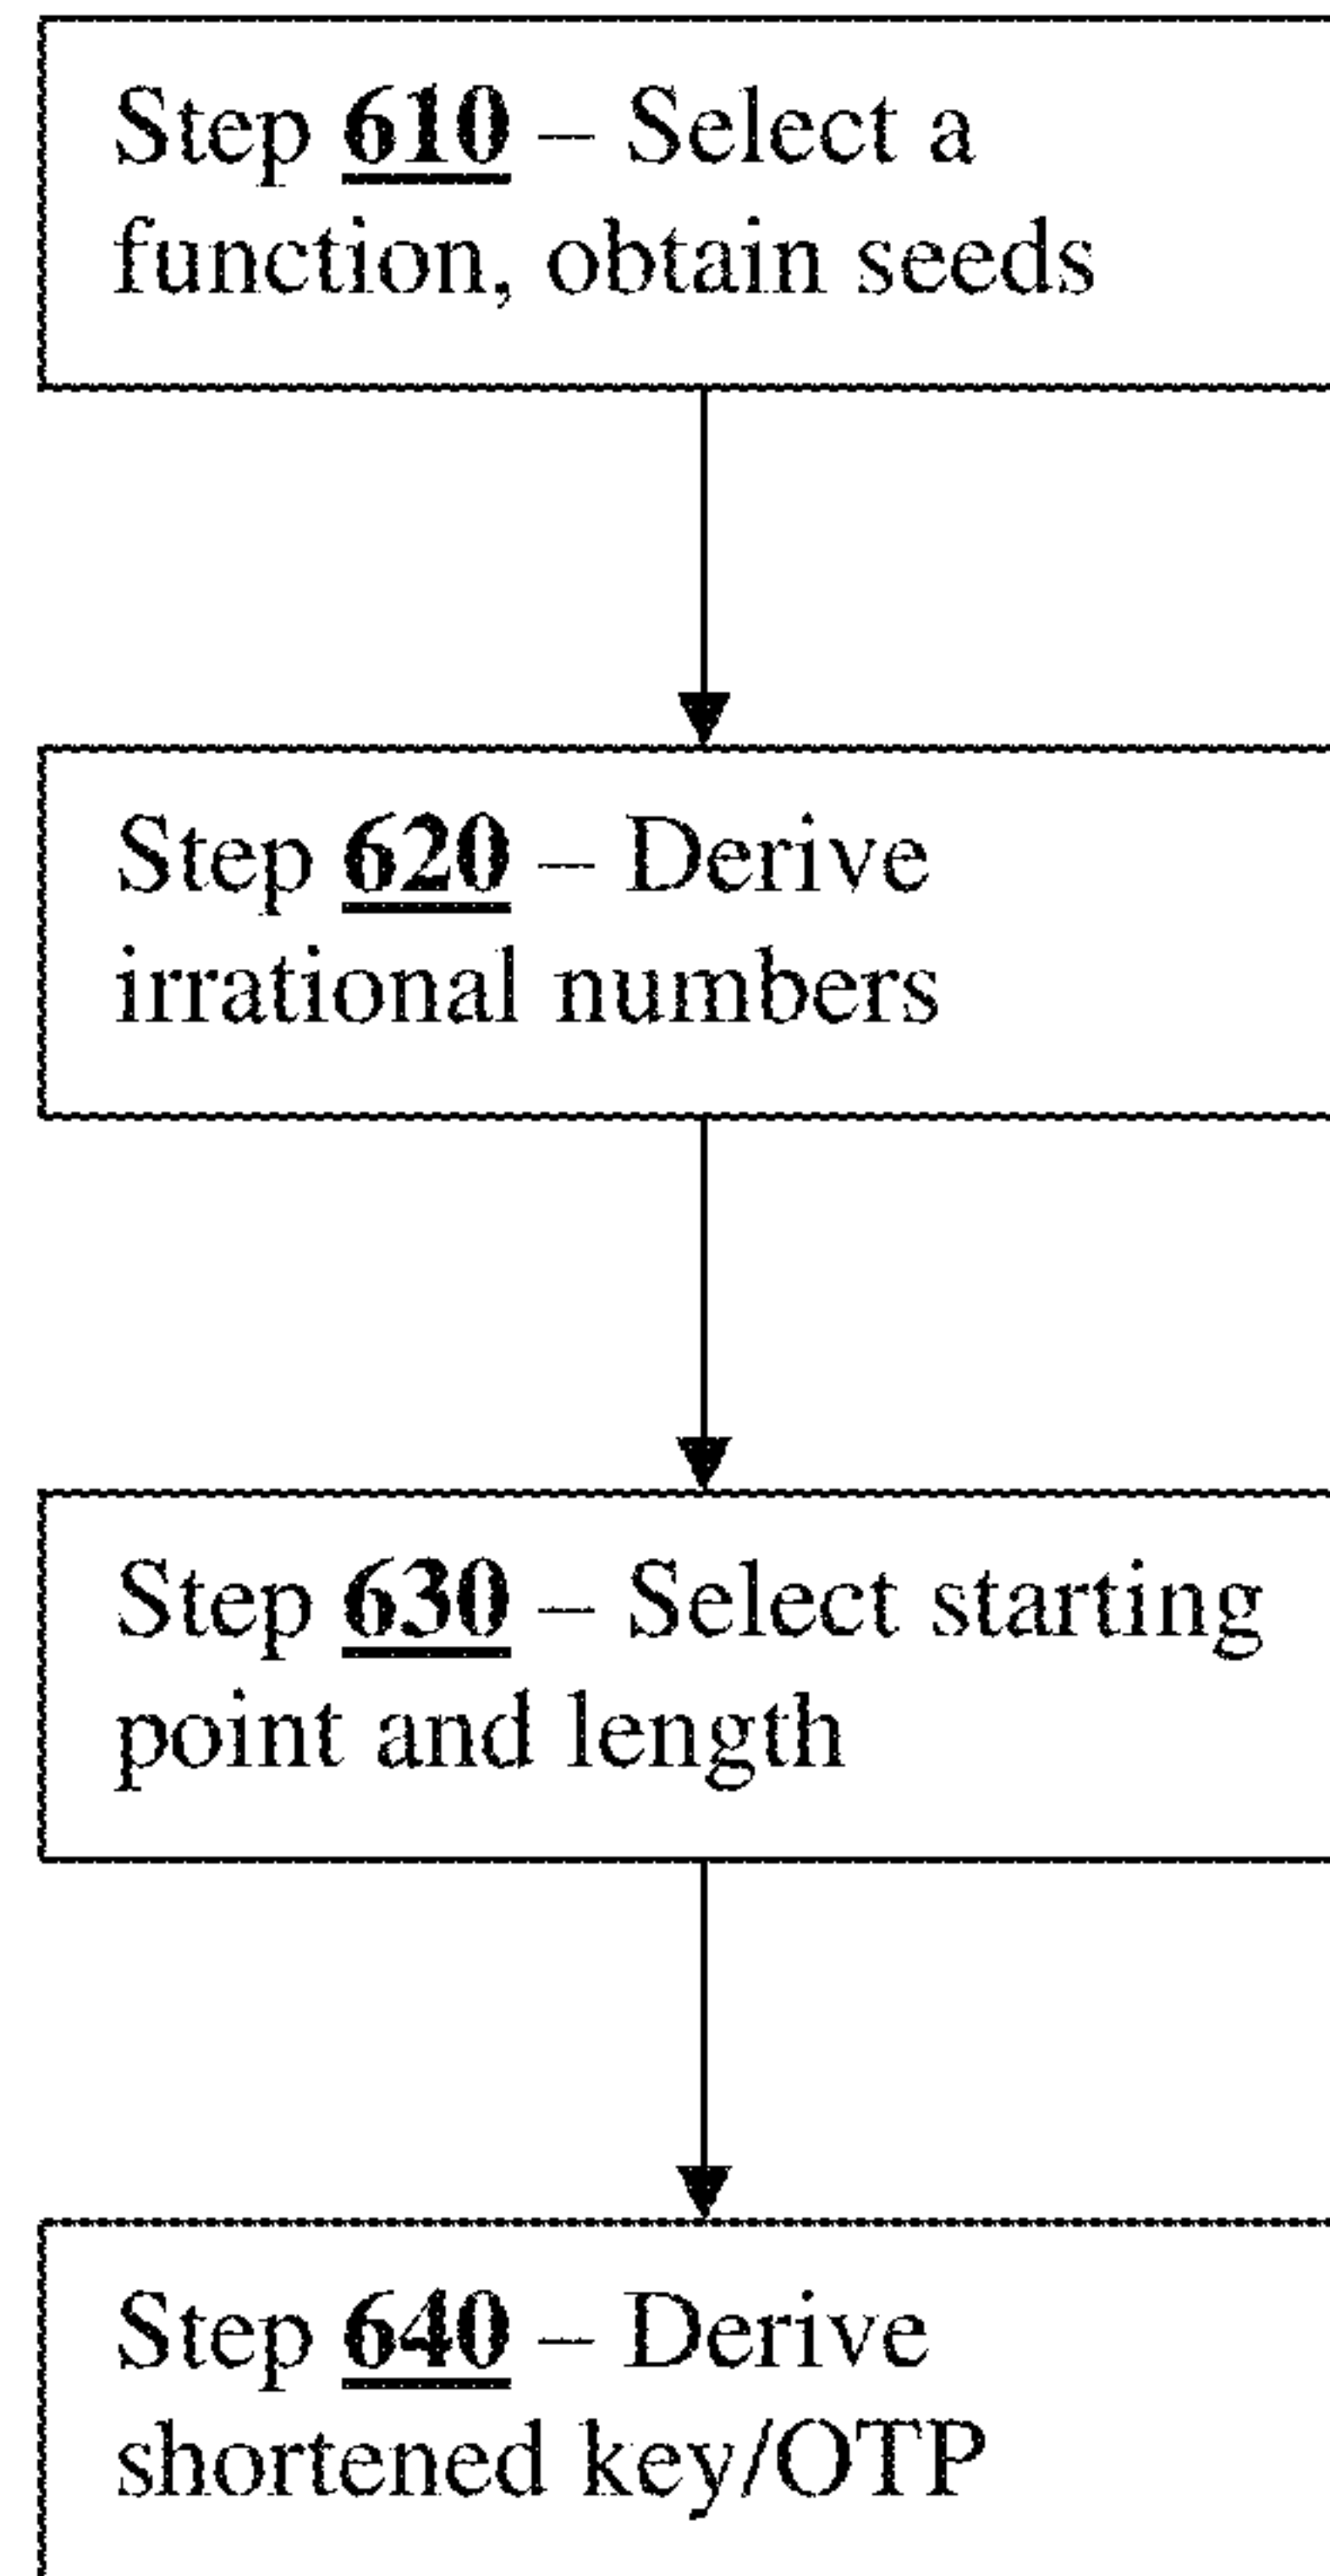 Step 610 – Select a
function, obtain seeds
Step 620 – Derive
irrational numbers
Step 630 – Select starting
point and length
Step 640 – Derive
shortened key/OTP